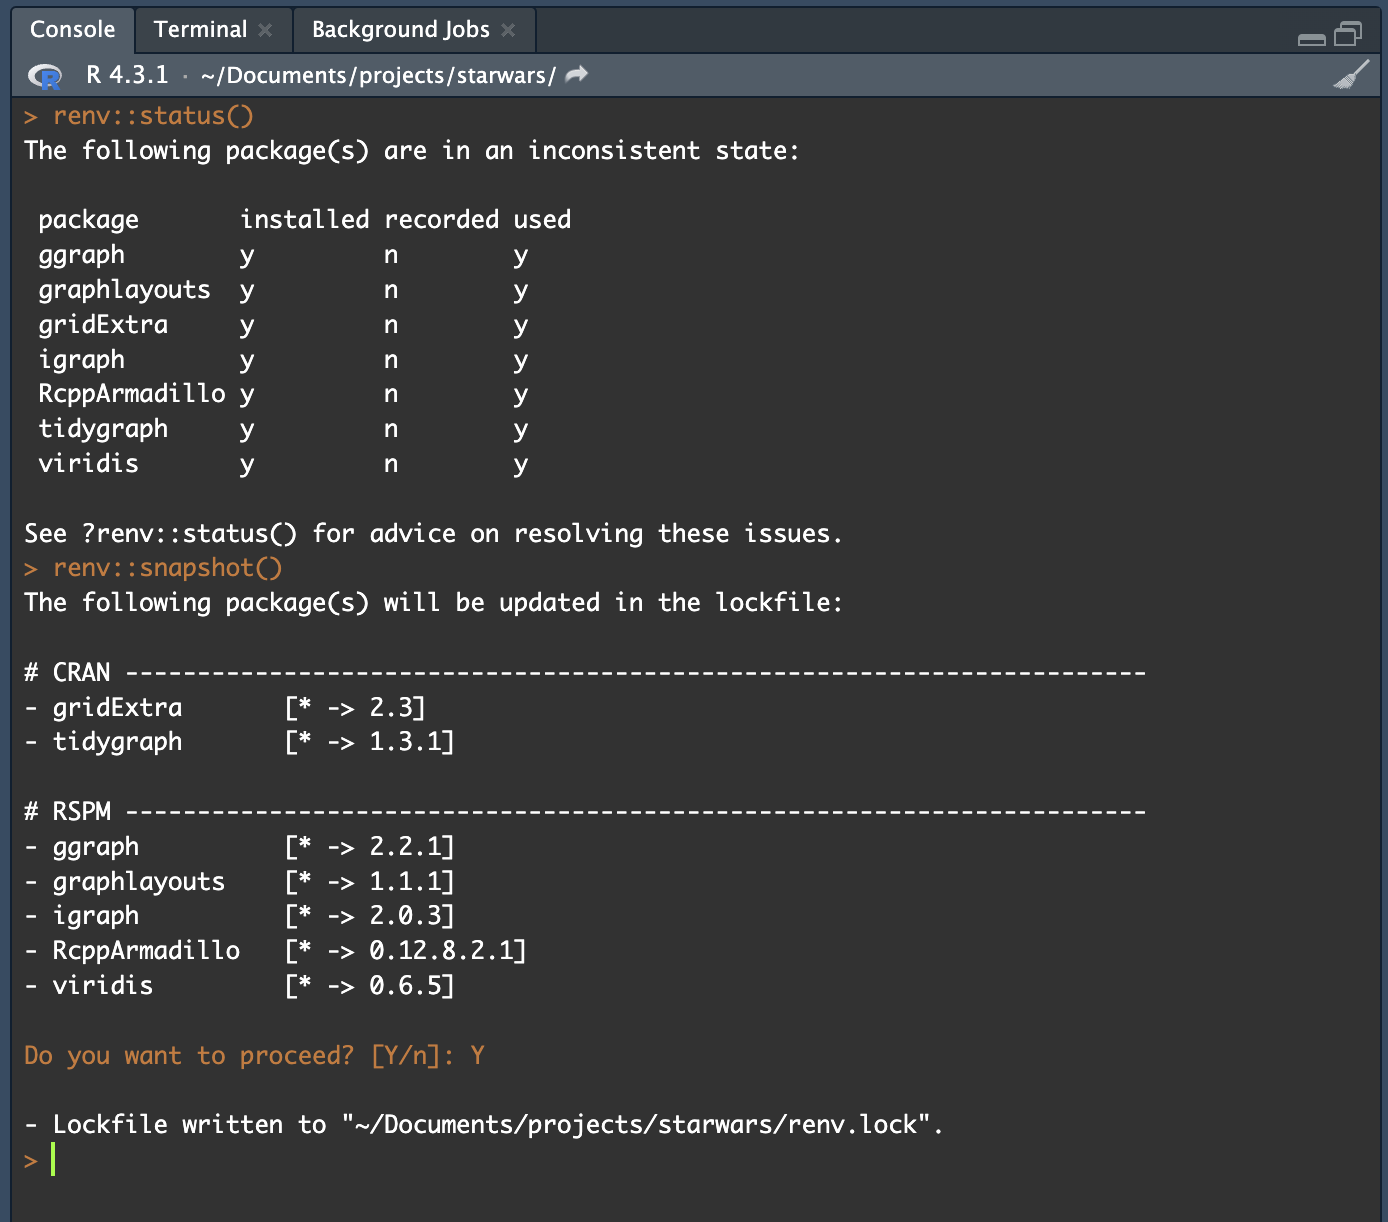 Console Terminal Background Jobs
R 4.3.1 · ~/Documents/projects/starwars/
> renv::status()
The following package(s) are in an inconsistent state:
package installed recorded used
ggraph y n y
graphlayouts y n y
gridExtra y n y
igraph y n y
RcppArmadillo y n y
tidygraph y n y
viridis y n y
See ?renv::status() for advice on resolving these issues.
> renv::snapshot()
The following package(s) will be updated in the lockfile:
# CRAN -----------------------------------------------------------------------
- gridExtra [* -> 2.3]
- tidygraph [* -> 1.3.1]
# RSPM -----------------------------------------------------------------------
- ggraph [* -> 2.2.1]
- graphlayouts [* -> 1.1.1]
- igraph [* -> 2.0.3]
- RcppArmadillo [* -> 0.12.8.2.1]
- viridis [* -> 0.6.5]
Do you want to proceed? [Y/n]: Y
- Lockfile written to "~/Documents/projects/starwars/renv.lock".
>